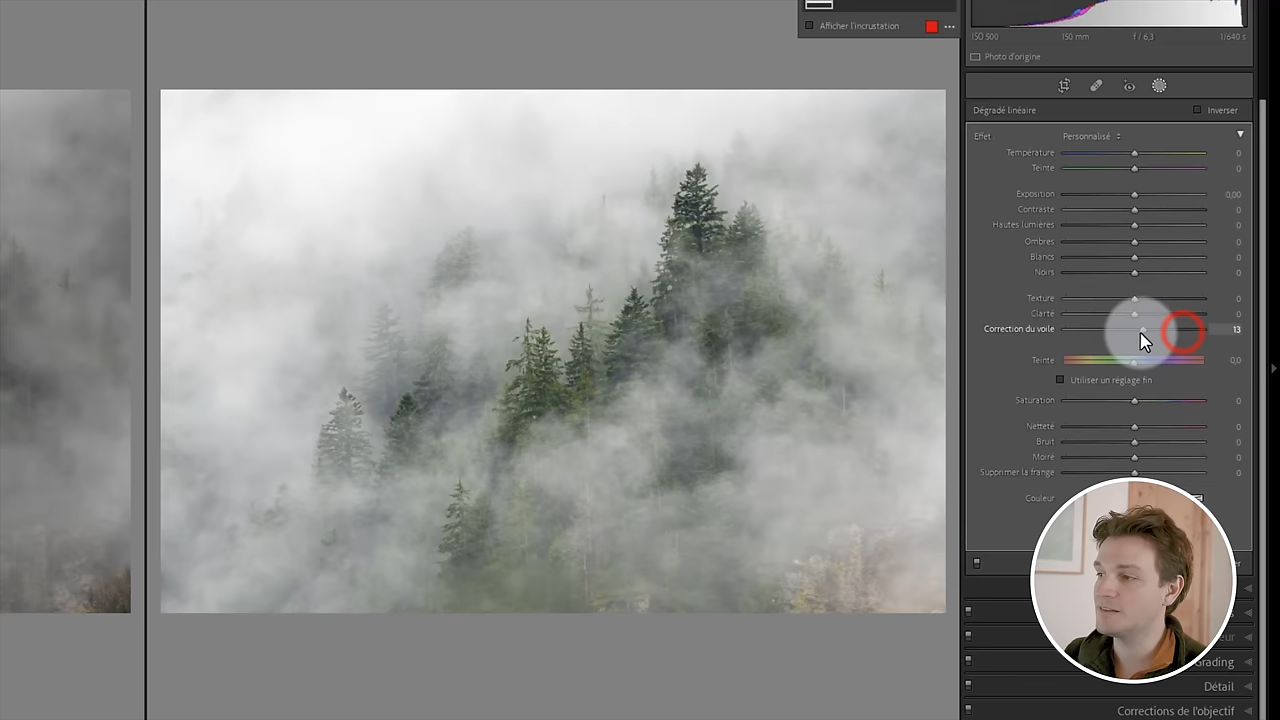 Afficher l'incrustation
ISO 500 150 mm f / 6,3 1/640 s
Photo d'origine
Dégradé linéaire Inverser
Effet Personnalisé
Température 0
Teinte 0
Exposition 0,00
Contraste 0
Hautes lumières 0
Ombres 0
Blancs 0
Noirs 0
Texture 0
Clarté 0
Correction du voile 13
Teinte 0,0
Utiliser un réglage fin
Saturation 0
Netteté 0
Bruit 0
Moiré 0
Supprimer la frange 0
Couleur
Grading
Détail
Corrections de l'objectif